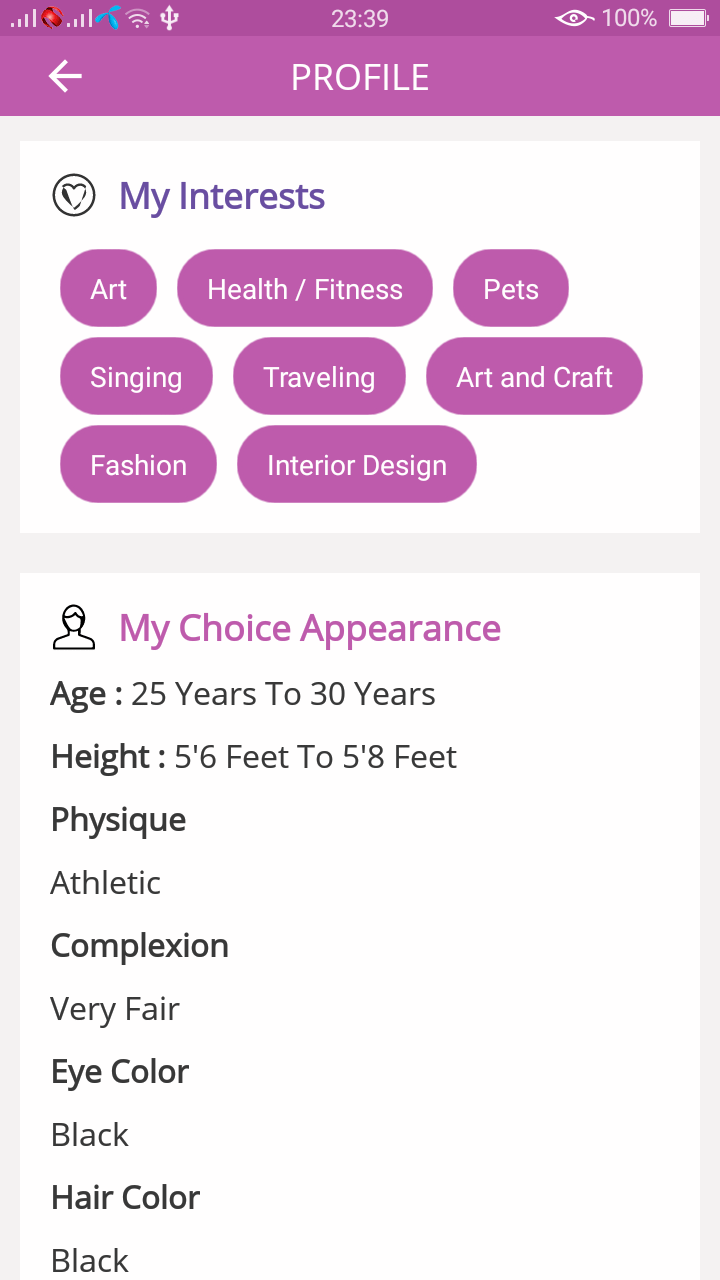 23:39 100%
PROFILE
My Interests
Art Health / Fitness Pets
Singing Traveling Art and Craft
Fashion Interior Design
My Choice Appearance
Age : 25 Years To 30 Years
Height : 5'6 Feet To 5'8 Feet
Physique
Athletic
Complexion
Very Fair
Eye Color
Black
Hair Color
Black